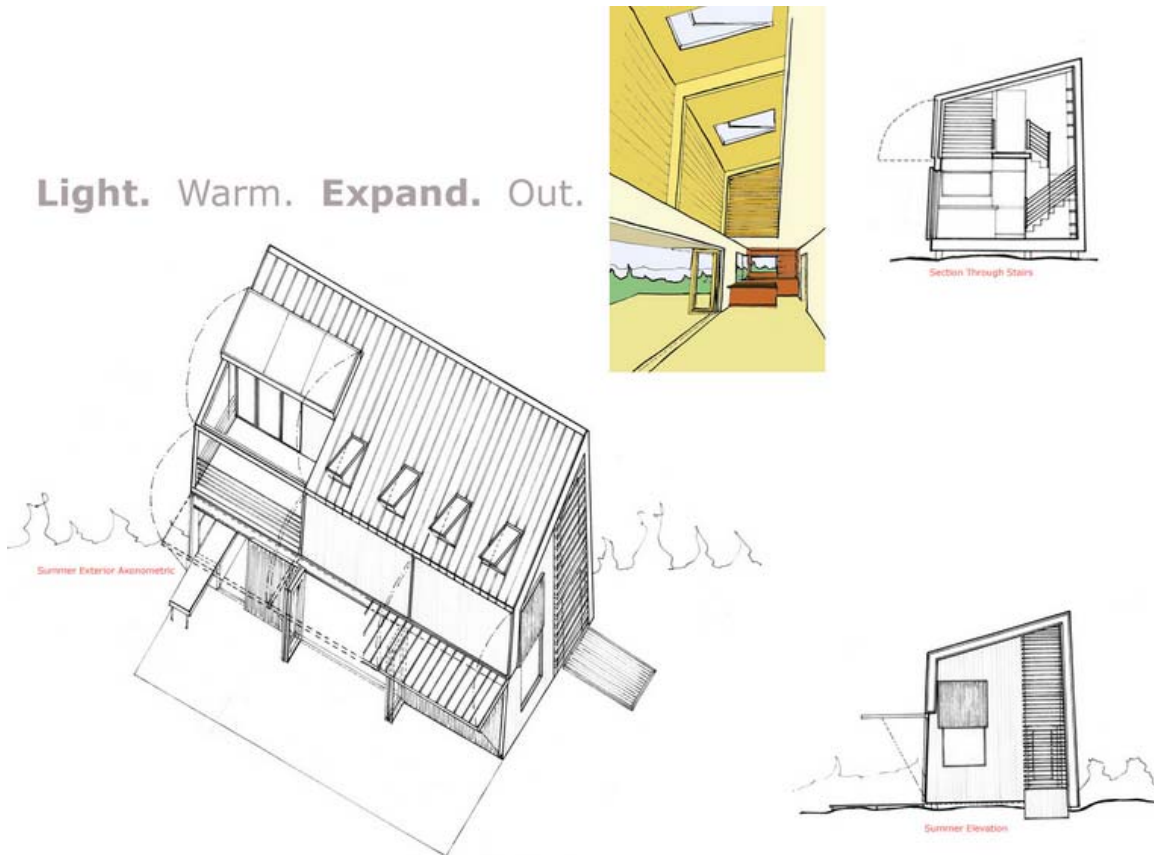 Light. Warm. Expand. Out.
Section Through Stairs
Summer Exterior Axonometric
Summer Elevation